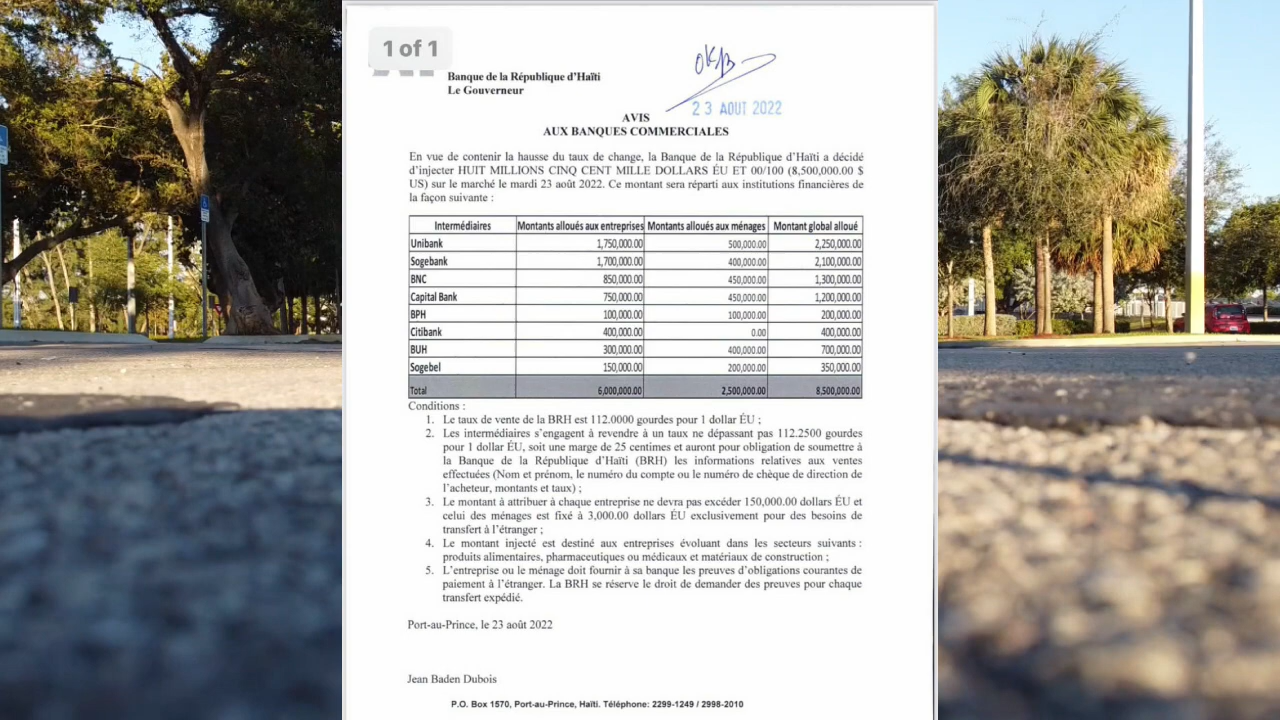 1 of 1
Banque de la République d'Haïti
Le Gouverneur
23 AOUT 2022
AVIS
AUX BANQUES COMMERCIALES
En vue de contenir la hausse du taux de change, la Banque de la République d'Haïti a décidé
d'injecter HUIT MILLIONS CINQ CENT MILLE DOLLARS ÉU ET 00/100 (8,500,000.00 $
US) sur le marché le mardi 23 août 2022. Ce montant sera réparti aux institutions financières de
la façon suivante :
Intermédiaires Montants alloués aux entreprises Montants alloués aux ménages Montant global alloué
Unibank 1,750,000.00 500,000.00 2,250,000.00
Sogebank 1,700,000.00 400,000.00 2,100,000.00
BNC 850,000.00 450,000.00 1,300,000.00
Capital Bank 750,000.00 450,000.00 1,200,000.00
BPH 100,000.00 100,000.00 200,000.00
Citibank 400,000.00 0.00 400,000.00
BUH 300,000.00 400,000.00 700,000.00
Sogebel 150,000.00 200,000.00 350,000.00
Total 6,000,000.00 2,500,000.00 8,500,000.00
Conditions :
1. Le taux de vente de la BRH est 112.0000 gourdes pour 1 dollar ÉU ;
2. Les intermédiaires s'engagent à revendre à un taux ne dépassant pas 112.2500 gourdes
pour 1 dollar ÉU, soit une marge de 25 centimes et auront pour obligation de soumettre à
la Banque de la République d'Haïti (BRH) les informations relatives aux ventes
effectuées (Nom et prénom, le numéro du compte ou le numéro de chèque de direction de
l'acheteur, montants et taux) ;
3. Le montant à attribuer à chaque entreprise ne devra pas excéder 150,000.00 dollars ÉU et
celui des ménages est fixé à 3,000.00 dollars ÉU exclusivement pour des besoins de
transfert à l'étranger ;
4. Le montant injecté est destiné aux entreprises évoluant dans les secteurs suivants :
produits alimentaires, pharmaceutiques ou médicaux et matériaux de construction ;
5. L'entreprise ou le ménage doit fournir à sa banque les preuves d'obligations courantes de
paiement à l'étranger. La BRH se réserve le droit de demander des preuves pour chaque
transfert expédié.
Port-au-Prince, le 23 août 2022
Jean Baden Dubois
P.O. Box 1570, Port-au-Prince, Haïti. Téléphone: 2299-1249 / 2998-2010